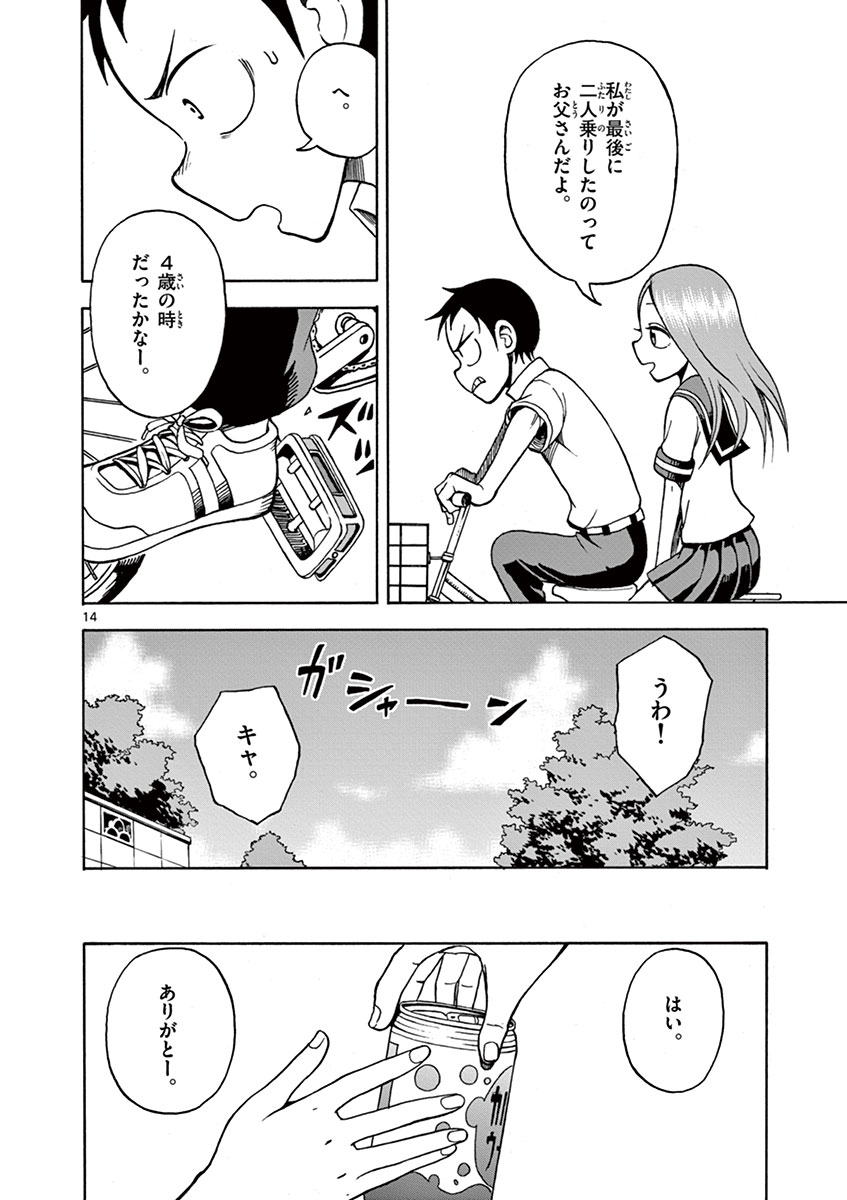 私が最後に
二人乗りしたのって
お父さんだよ。
へ。
4歳の時
だったかなー。
ズズッ
14
うわ！
ガシャーン
キャ。
はい。
ありがとー。